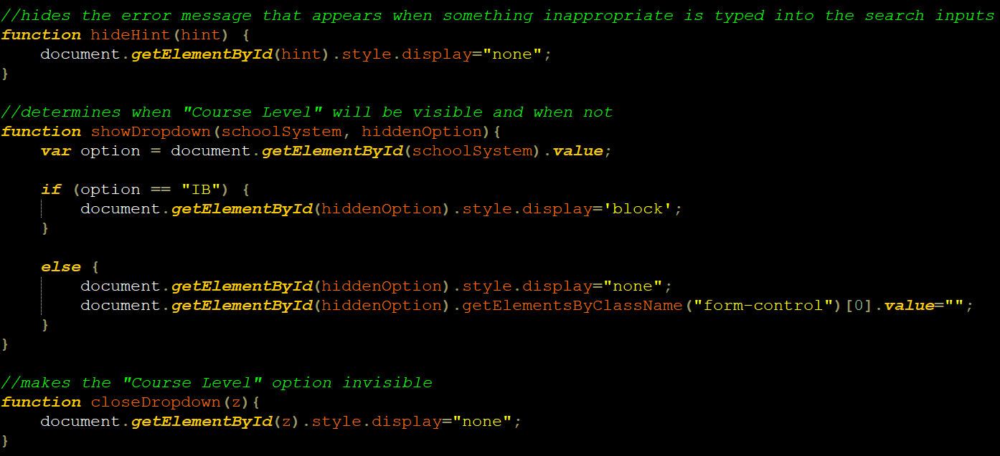 //hides the error message that appears when something inappropriate is typed into the search inputs
function hideHint(hint) {
    document.getElementById(hint).style.display="none";
}

//determines when "Course Level" will be visible and when not
function showDropdown(schoolSystem, hiddenOption){
    var option = document.getElementById(schoolSystem).value;

    if (option == "IB") {
        document.getElementById(hiddenOption).style.display='block';
    }

    else {
        document.getElementById(hiddenOption).style.display="none";
        document.getElementById(hiddenOption).getElementsByClassName("form-control")[0].value="";
    }
}

//makes the "Course Level" option invisible
function closeDropdown(z){
    document.getElementById(z).style.display="none";
}